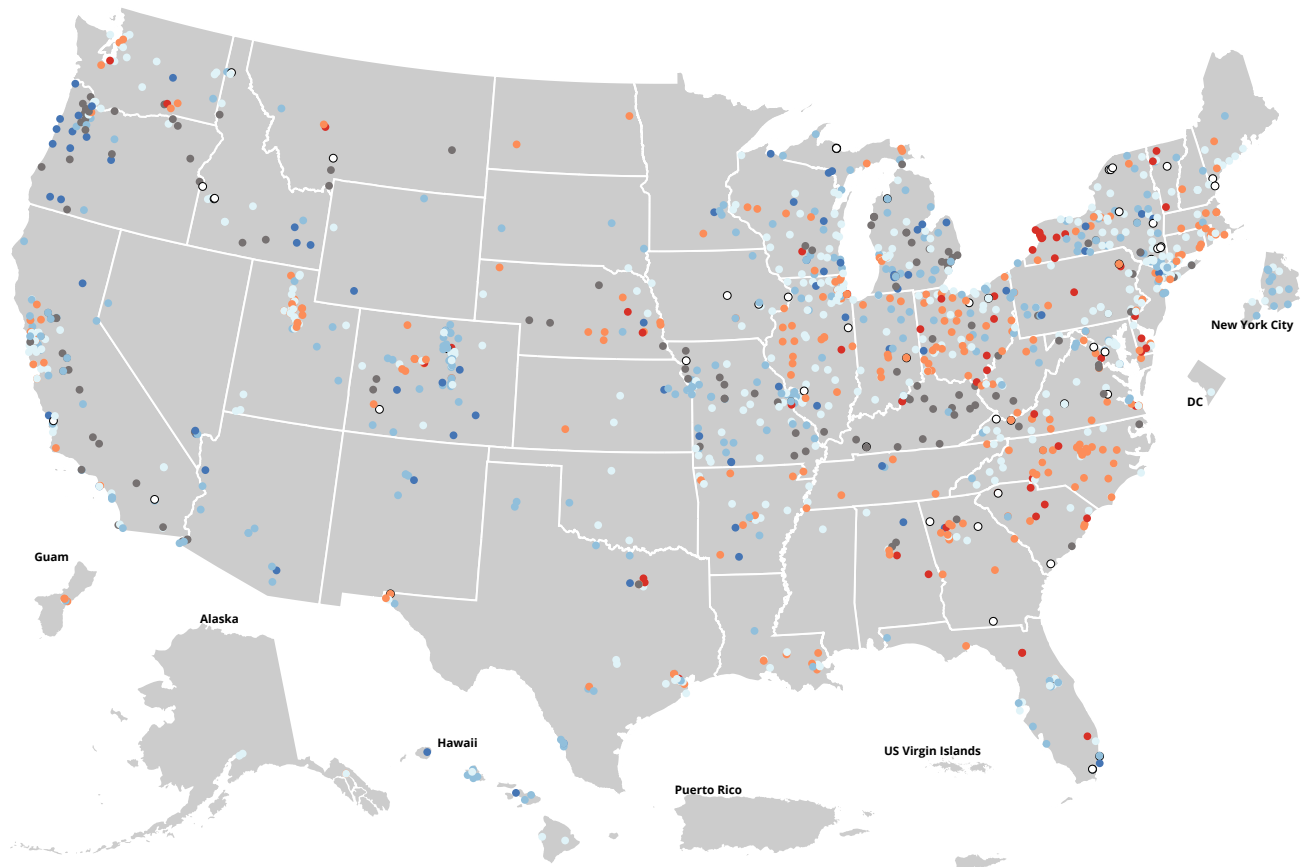 New York City
DC
Guam
Alaska
Hawaii
US Virgin Islands
Puerto Rico